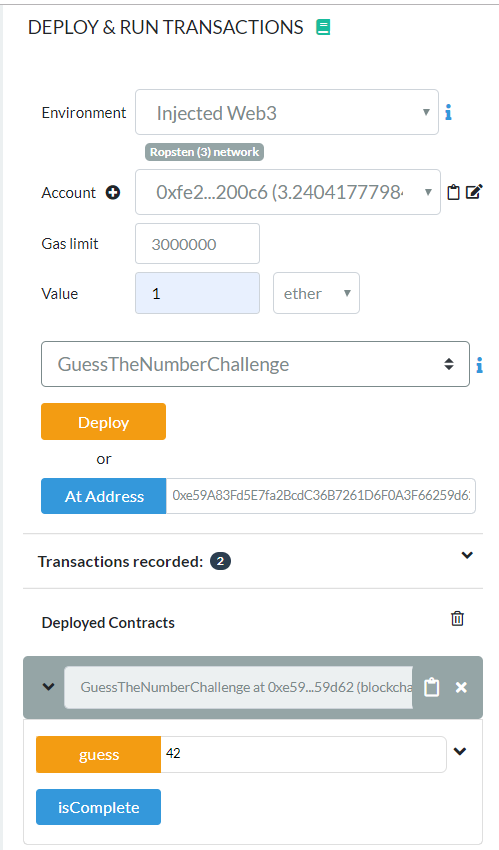 DEPLOY & RUN TRANSACTIONS
Environment Injected Web3
Ropsten (3) network
Account 0xfe2...200c6 (3.24041777984
Gas limit 3000000
Value 1 ether
GuessTheNumberChallenge
Deploy
or
At Address 0xe59A83Fd5E7fa2BcdC36B7261D6F0A3F66259d6
Transactions recorded: 2
Deployed Contracts
GuessTheNumberChallenge at 0xe59...59d62 (blockcha
guess 42
isComplete